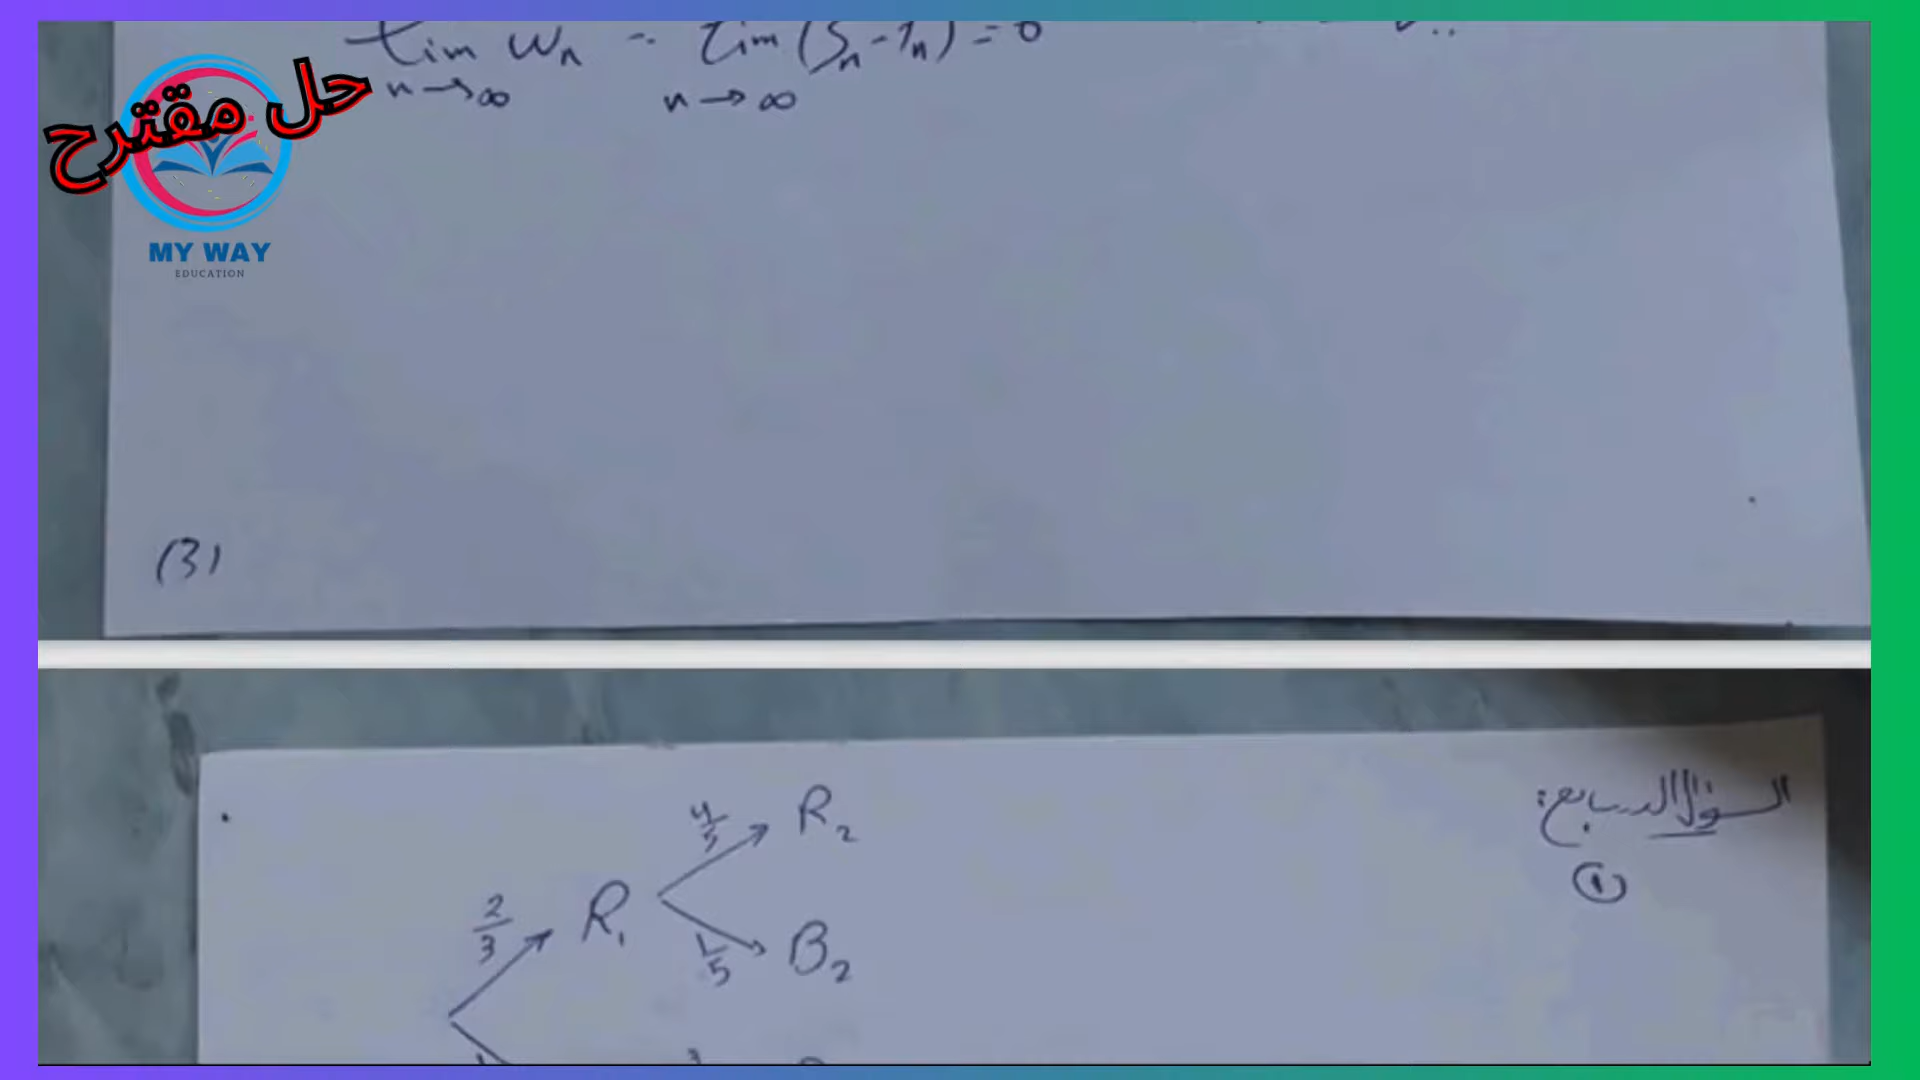 lim wn = lim (Sn - tn) = 0
n → ∞ n → ∞
حل مقترح
MY WAY
EDUCATION
(3)
السؤال السابع:
①
4/5 R2
2/3 R1
1/5 B2